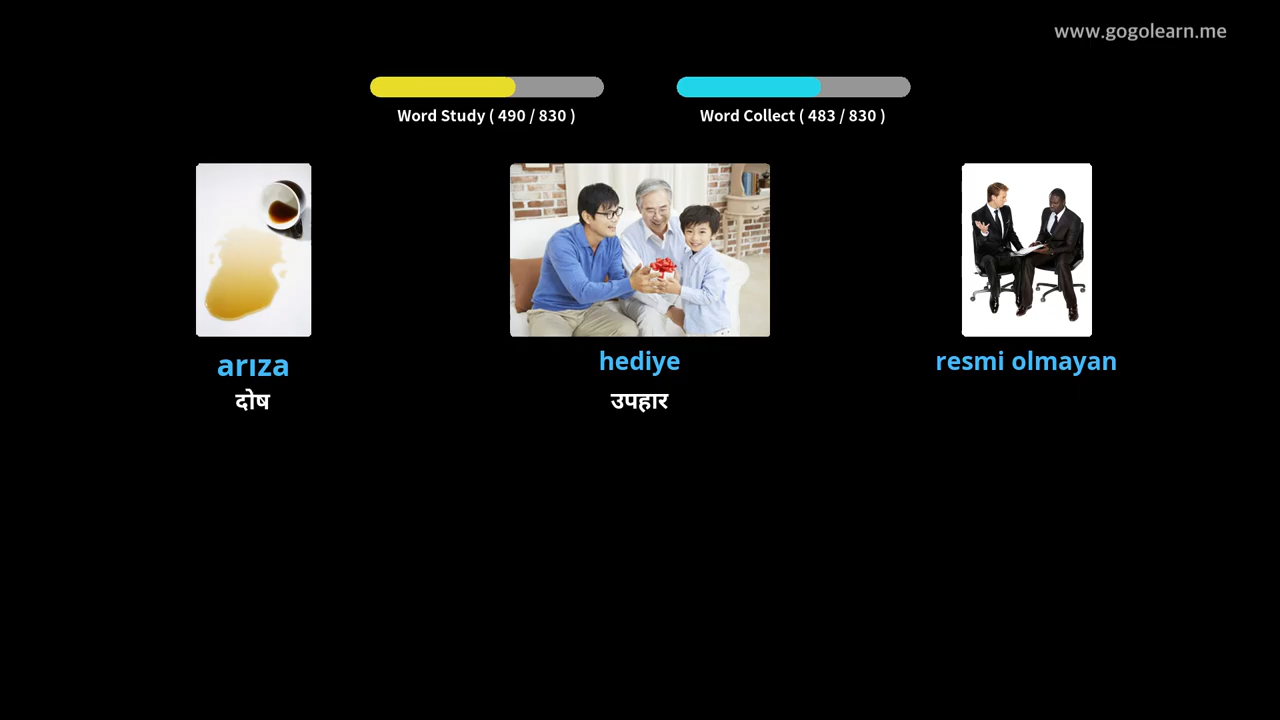 www.gogolearn.me
Word Study ( 490 / 830 )
Word Collect ( 483 / 830 )
arıza
hediye
resmi olmayan
दोष
उपहार